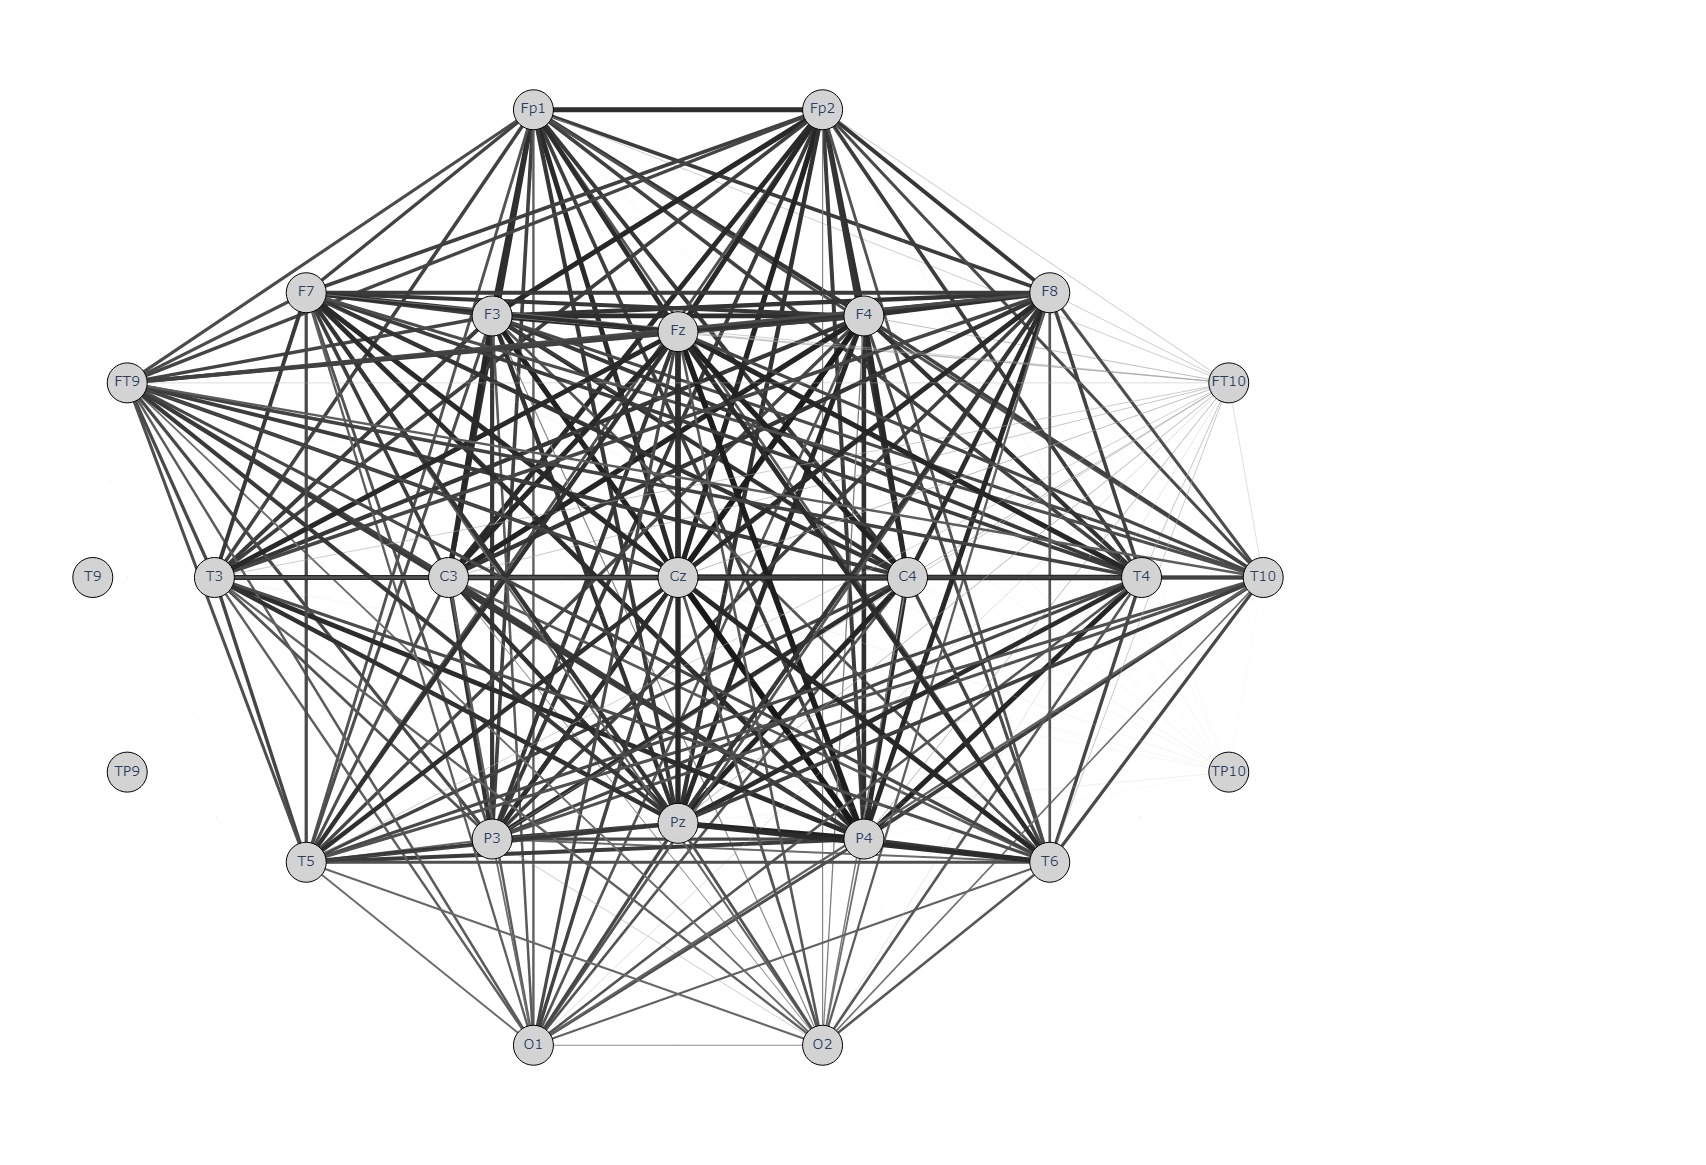 Fp1 Fp2
F7 F3 Fz F4 F8
FT9 FT10
T9 T3 C3 Cz C4 T4 T10
TP9 TP10
T5 P3 Pz P4 T6
O1 O2